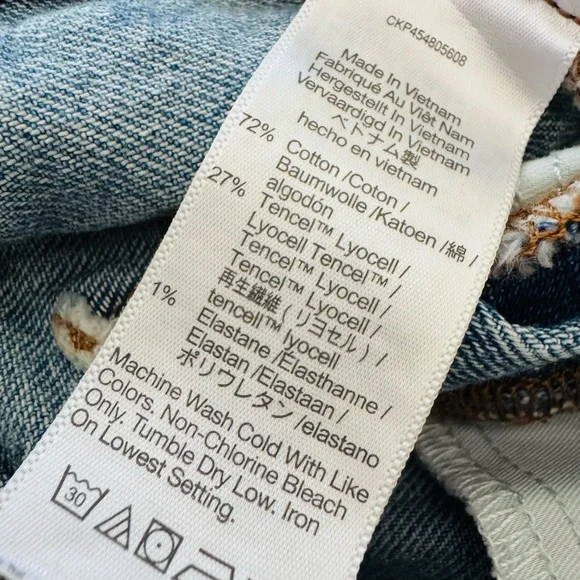 CKP454805608
Made In Vietnam
Fabriqué Au Viêt Nam
Hergestellt In Vietnam
Vervaardigd In Vietnam
ベトナム製
hecho en vietnam
72% Cotton /Coton /
Baumwolle /Katoen /綿 /
algodón
27% Tencel™ Lyocell /
Lyocell Tencel™ /
Tencel™ Lyocell /
Tencel™ Lyocell /
再生繊維 (リヨセル) /
tencell lyocell
1% Elastane /Elasthanne /
Elastan /Elastaan /
ポリウレタン /elastano
Machine Wash Cold With Like
Colors. Non-Chlorine Bleach
Only. Tumble Dry Low. Iron
On Lowest Setting.
30